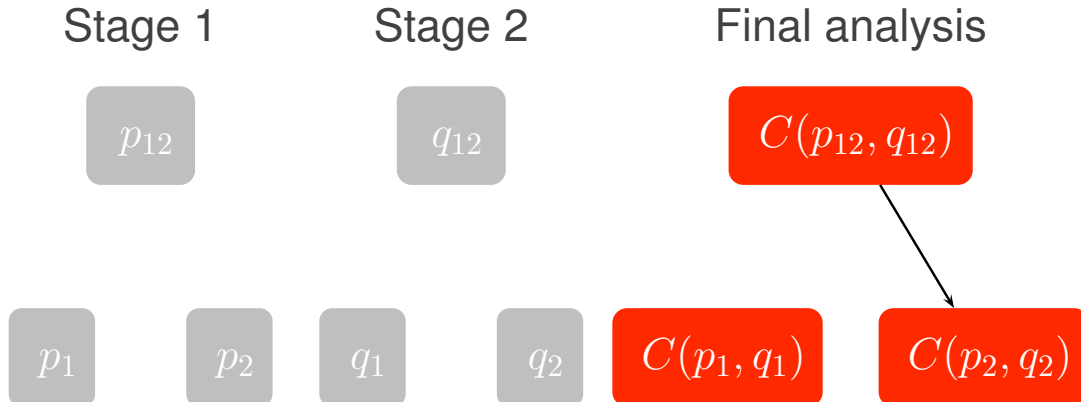 Stage 1 Stage 2 Final analysis
p₁₂ q₁₂ C(p₁₂, q₁₂)
p₁ p₂ q₁ q₂ C(p₁, q₁) C(p₂, q₂)